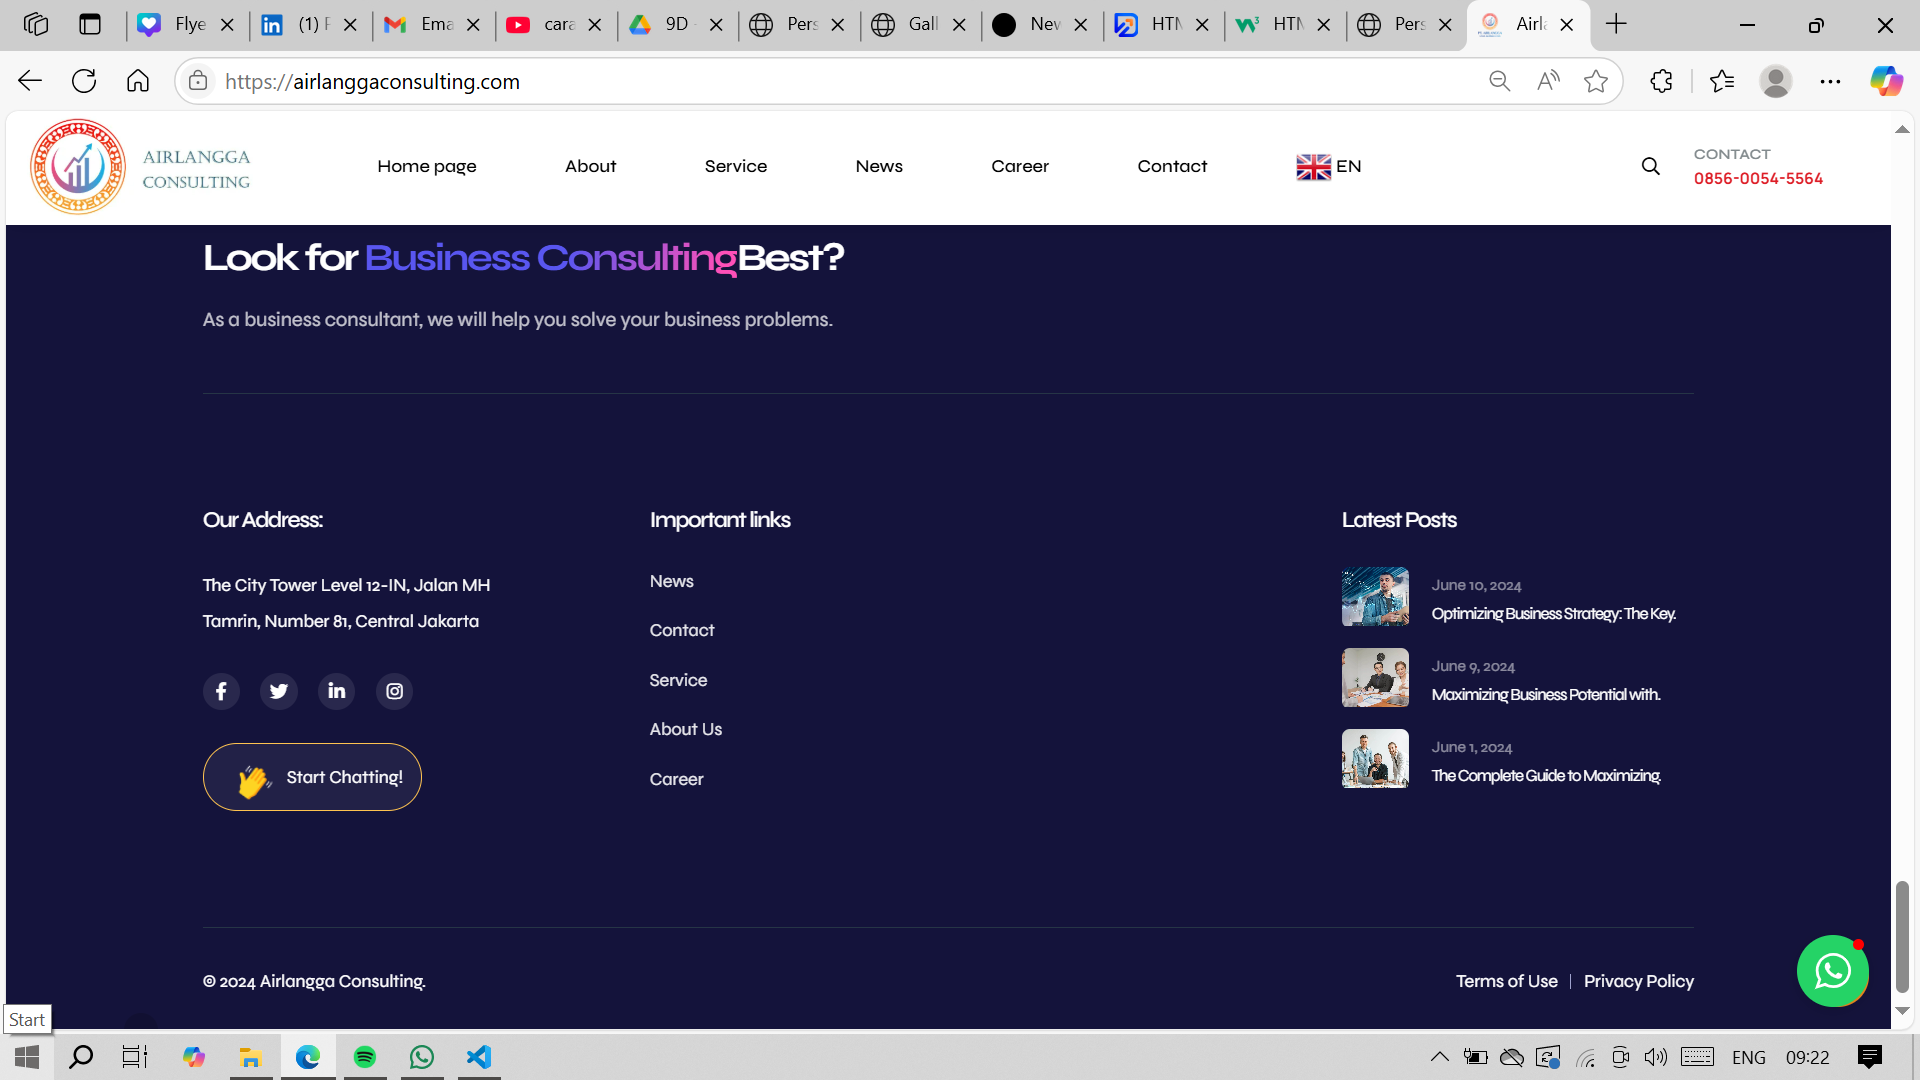 Flye
(1) F
Ema
cara
9D -
Pers
Gall
New
HTM
HTM
Pers
Airla
https://airlanggaconsulting.com
AIRLANGGA
CONSULTING
Home page
About
Service
News
Career
Contact
EN
CONTACT
0856-0054-5564
Look for Business ConsultingBest?
As a business consultant, we will help you solve your business problems.
Our Address:
The City Tower Level 12-IN, Jalan MH
Tamrin, Number 81, Central Jakarta
Start Chatting!
Important links
News
Contact
Service
About Us
Career
Latest Posts
June 10, 2024
Optimizing Business Strategy: The Key.
June 9, 2024
Maximizing Business Potential with.
June 1, 2024
The Complete Guide to Maximizing.
© 2024 Airlangga Consulting.
Terms of Use | Privacy Policy
Start
ENG
09:22